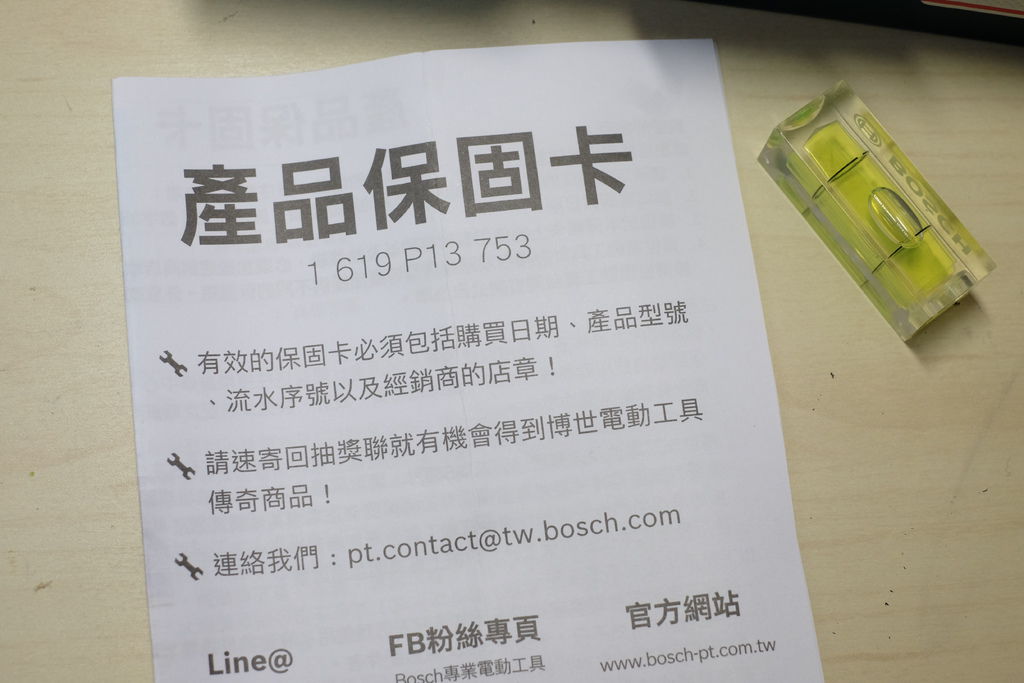 產品保固卡
1 619 P13 753
有效的保固卡必須包括購買日期、產品型號
、流水序號以及經銷商的店章！
請速寄回抽獎聯就有機會得到博世電動工具
傳奇商品！
連絡我們：pt.contact@tw.bosch.com
Line@
FB粉絲專頁
Bosch專業電動工具
官方網站
www.bosch-pt.com.tw
BOSCH